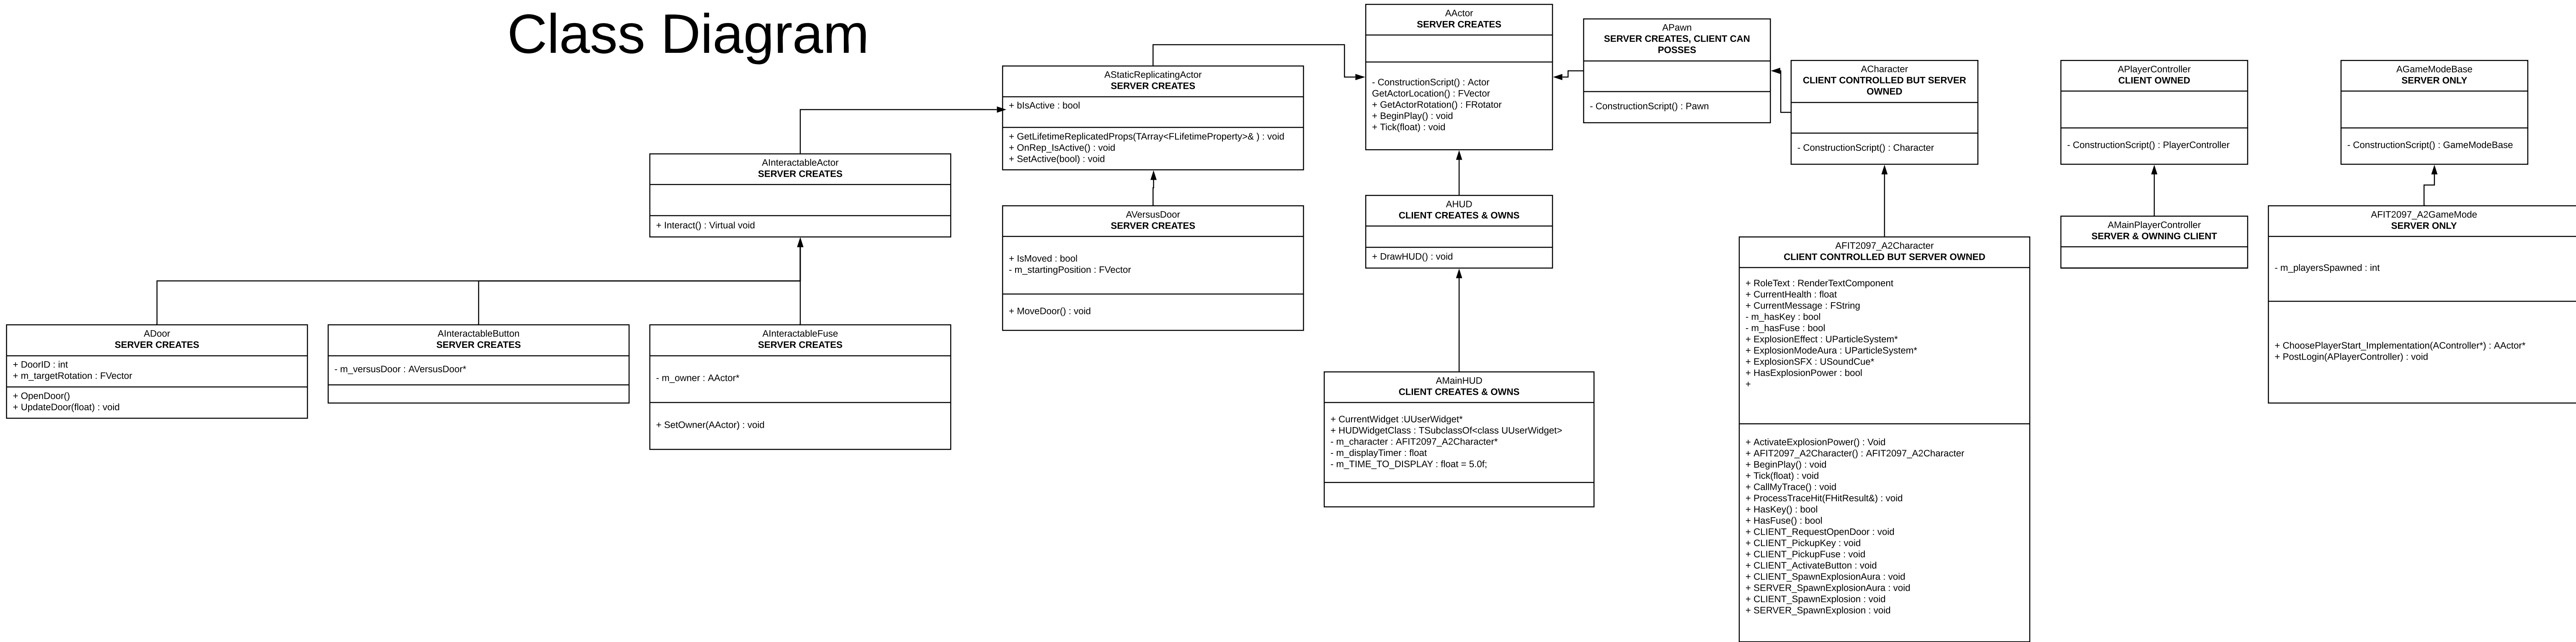 Class Diagram
AActor
SERVER CREATES
- ConstructionScript() : Actor
GetActorLocation() : FVector
+ GetActorRotation() : FRotator
+ BeginPlay() : void
+ Tick(float) : void
APawn
SERVER CREATES, CLIENT CAN
POSSES
- ConstructionScript() : Pawn
ACharacter
CLIENT CONTROLLED BUT SERVER
OWNED
- ConstructionScript() : Character
APlayerController
CLIENT OWNED
- ConstructionScript() : PlayerController
AGameModeBase
SERVER ONLY
- ConstructionScript() : GameModeBase
AStaticReplicatingActor
SERVER CREATES
+ bIsActive : bool
+ GetLifetimeReplicatedProps(TArray<FLifetimeProperty>& ) : void
+ OnRep_IsActive() : void
+ SetActive(bool) : void
AInteractableActor
SERVER CREATES
+ Interact() : Virtual void
AVersusDoor
SERVER CREATES
+ IsMoved : bool
- m_startingPosition : FVector
+ MoveDoor() : void
AHUD
CLIENT CREATES & OWNS
+ DrawHUD() : void
AMainPlayerController
SERVER & OWNING CLIENT
AFIT2097_A2GameMode
SERVER ONLY
- m_playersSpawned : int
+ ChoosePlayerStart_Implementation(AController*) : AActor*
+ PostLogin(APlayerController) : void
AFIT2097_A2Character
CLIENT CONTROLLED BUT SERVER OWNED
+ RoleText : RenderTextComponent
+ CurrentHealth : float
+ CurrentMessage : FString
- m_hasKey : bool
- m_hasFuse : bool
+ ExplosionEffect : UParticleSystem*
+ ExplosionModeAura : UParticleSystem*
+ ExplosionSFX : USoundCue*
+ HasExplosionPower : bool
+
+ ActivateExplosionPower() : Void
+ AFIT2097_A2Character() : AFIT2097_A2Character
+ BeginPlay() : void
+ Tick(float) : void
+ CallMyTrace() : void
+ ProcessTraceHit(FHitResult&) : void
+ HasKey() : bool
+ HasFuse() : bool
+ CLIENT_RequestOpenDoor : void
+ CLIENT_PickupKey : void
+ CLIENT_PickupFuse : void
+ CLIENT_ActivateButton : void
+ CLIENT_SpawnExplosionAura : void
+ SERVER_SpawnExplosionAura : void
+ CLIENT_SpawnExplosion : void
+ SERVER_SpawnExplosion : void
ADoor
SERVER CREATES
+ DoorID : int
+ m_targetRotation : FVector
+ OpenDoor()
+ UpdateDoor(float) : void
AInteractableButton
SERVER CREATES
- m_versusDoor : AVersusDoor*
AInteractableFuse
SERVER CREATES
- m_owner : AActor*
+ SetOwner(AActor) : void
AMainHUD
CLIENT CREATES & OWNS
+ CurrentWidget :UUserWidget*
+ HUDWidgetClass : TSubclassOf<class UUserWidget>
- m_character : AFIT2097_A2Character*
- m_displayTimer : float
- m_TIME_TO_DISPLAY : float = 5.0f;